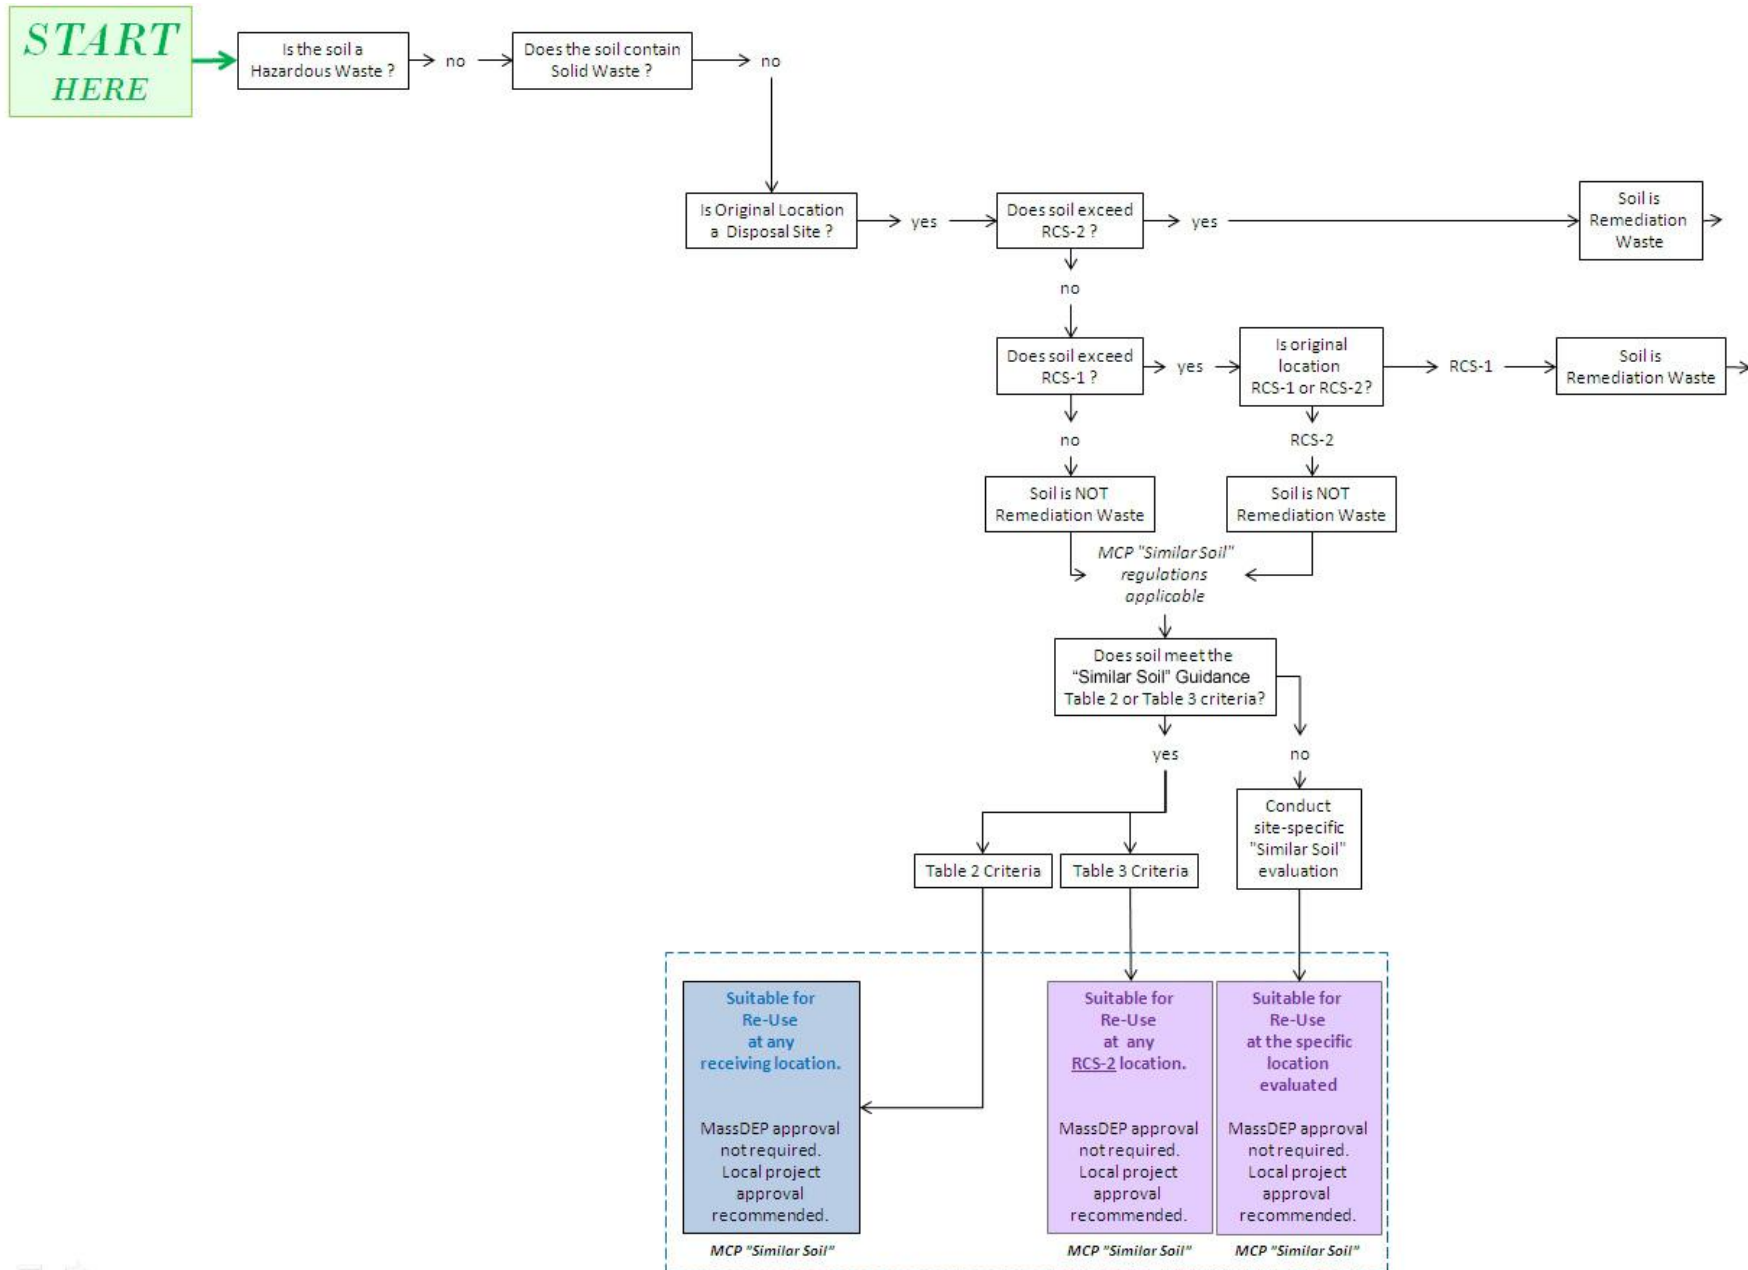 START
HERE
Is the soil a
Hazardous Waste ?
no
Does the soil contain
Solid Waste ?
no
Is Original Location
a Disposal Site ?
yes
Does soil exceed
RCS-2 ?
yes
Soil is
Remediation
Waste
no
Does soil exceed
RCS-1 ?
yes
Is original
location
RCS-1 or RCS-2?
RCS-1
Soil is
Remediation Waste
no
RCS-2
Soil is NOT
Remediation Waste
Soil is NOT
Remediation Waste
MCP "Similar Soil"
regulations
applicable
Does soil meet the
“Similar Soil” Guidance
Table 2 or Table 3 criteria?
yes
no
Conduct
site-specific
"Similar Soil"
evaluation
Table 2 Criteria
Table 3 Criteria
Suitable for
Re-Use
at any
receiving location.
MassDEP approval
not required.
Local project
approval
recommended.
MCP "Similar Soil"
Suitable for
Re-Use
at any
RCS-2 location.
MassDEP approval
not required.
Local project
approval
recommended.
MCP "Similar Soil"
Suitable for
Re-Use
at the specific
location
evaluated
MassDEP approval
not required.
Local project
approval
recommended.
MCP "Similar Soil"